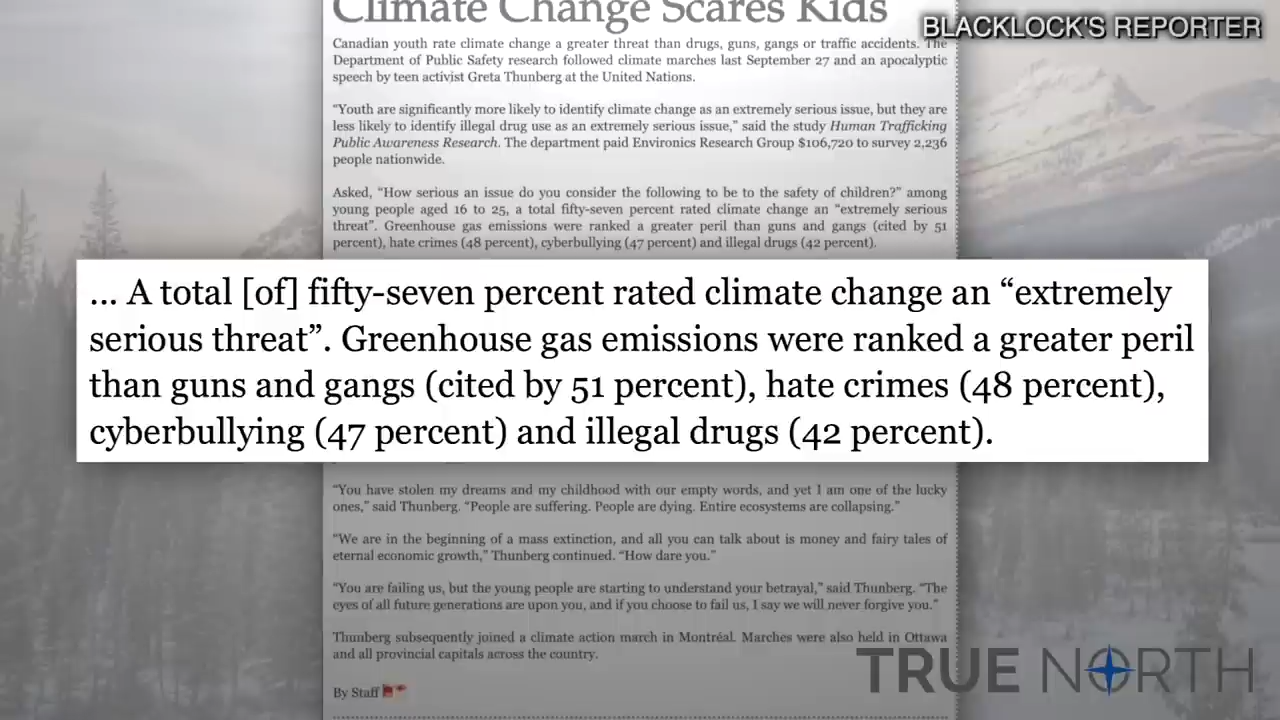 Climate Change Scares Kids
BLACKLOCK'S REPORTER
Canadian youth rate climate change a greater threat than drugs, guns, gangs or traffic accidents. The
Department of Public Safety research followed climate marches last September 27 and an apocalyptic
speech by teen activist Greta Thunberg at the United Nations.
“Youth are significantly more likely to identify climate change as an extremely serious issue, but they are
less likely to identify illegal drug use as an extremely serious issue,” said the study Human Trafficking
Public Awareness Research. The department paid Environics Research Group $106,720 to survey 2,236
people nationwide.
Asked, “How serious an issue do you consider the following to be to the safety of children?” among
young people aged 16 to 25, a total fifty-seven percent rated climate change an “extremely serious
threat”. Greenhouse gas emissions were ranked a greater peril than guns and gangs (cited by 51
percent), hate crimes (48 percent), cyberbullying (47 percent) and illegal drugs (42 percent).
... A total [of] fifty-seven percent rated climate change an “extremely
serious threat”. Greenhouse gas emissions were ranked a greater peril
than guns and gangs (cited by 51 percent), hate crimes (48 percent),
cyberbullying (47 percent) and illegal drugs (42 percent).
“You have stolen my dreams and my childhood with our empty words, and yet I am one of the lucky
ones,” said Thunberg. “People are suffering. People are dying. Entire ecosystems are collapsing.”
“We are in the beginning of a mass extinction, and all you can talk about is money and fairy tales of
eternal economic growth,” Thunberg continued. “How dare you.”
“You are failing us, but the young people are starting to understand your betrayal,” said Thunberg. “The
eyes of all future generations are upon you, and if you choose to fail us, I say we will never forgive you.”
Thunberg subsequently joined a climate action march in Montréal. Marches were also held in Ottawa
and all provincial capitals across the country.
By Staff
TRUE NORTH